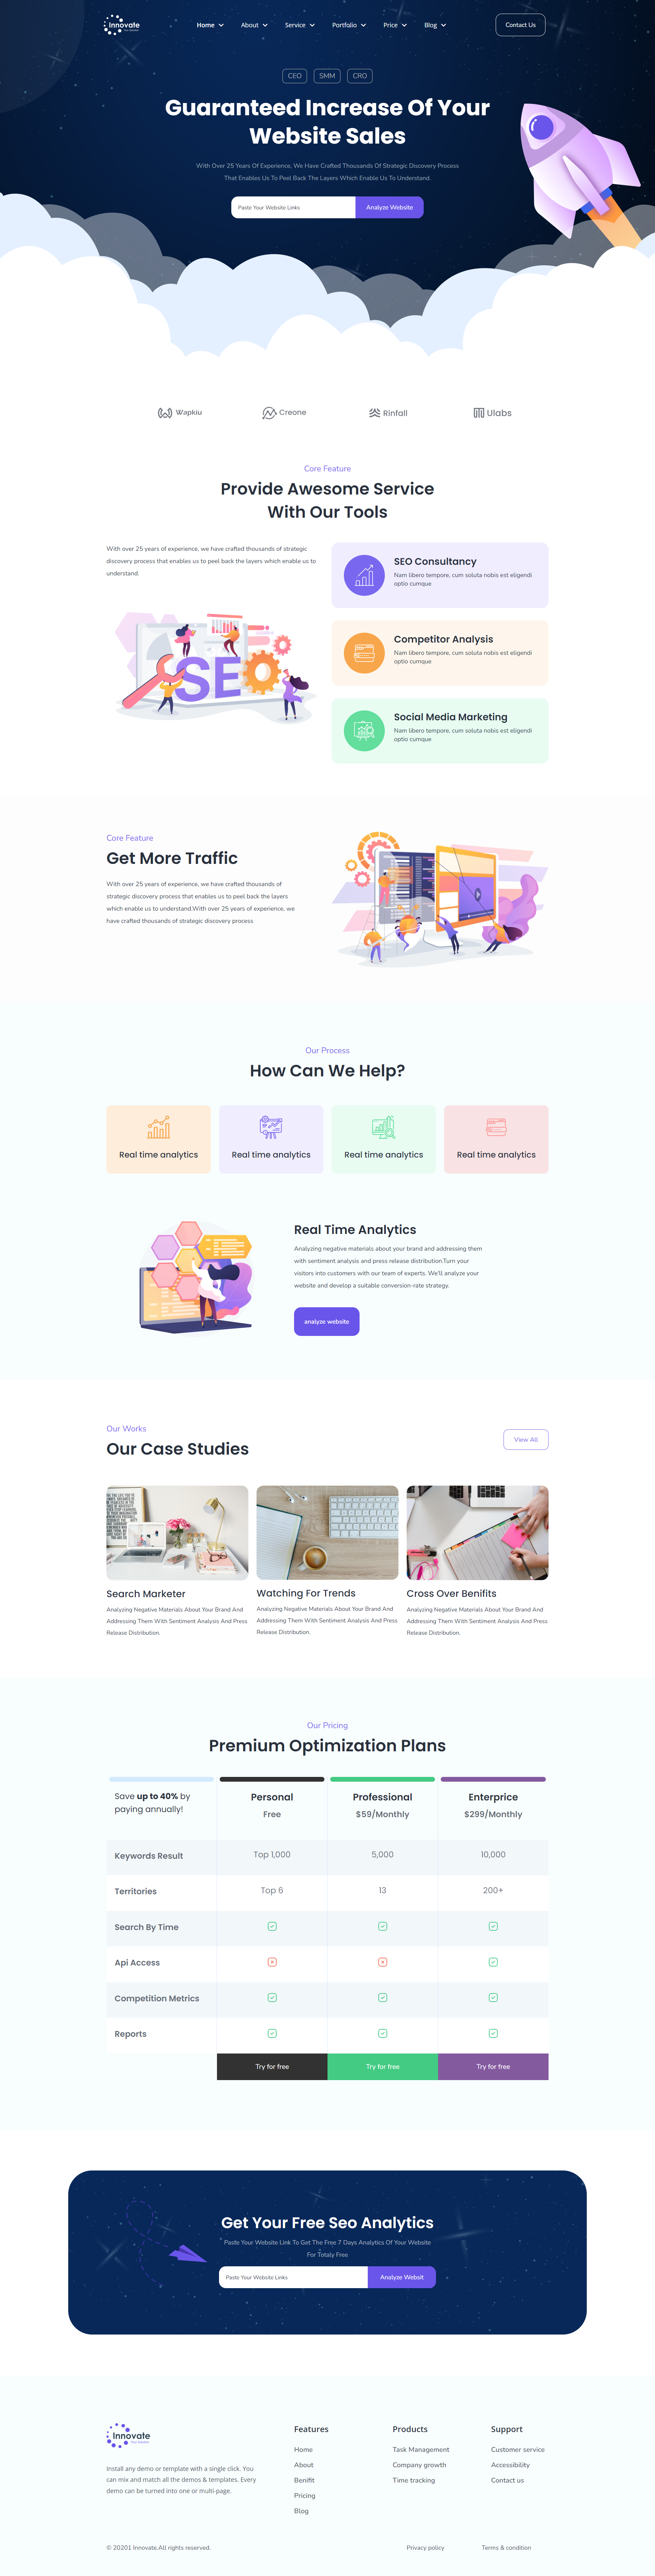 Innovate
Your Solution
Home
About
Service
Portfolio
Price
Blog
Contact Us
CEO
SMM
CRO
Guaranteed Increase Of Your
Website Sales
With Over 25 Years Of Experience, We Have Crafted Thousands Of Strategic Discovery Process
That Enables Us To Peel Back The Layers Which Enable Us To Understand.
Paste Your Website Links
Analyze Website
Wapkiu
Creone
Rinfall
Ulabs
Core Feature
Provide Awesome Service
With Our Tools
With over 25 years of experience, we have crafted thousands of strategic
discovery process that enables us to peel back the layers which enable us to
understand.
SEO
SEO Consultancy
Nam libero tempore, cum soluta nobis est eligendi
optio cumque
Competitor Analysis
Nam libero tempore, cum soluta nobis est eligendi
optio cumque
Social Media Marketing
Nam libero tempore, cum soluta nobis est eligendi
optio cumque
Core Feature
Get More Traffic
With over 25 years of experience, we have crafted thousands of
strategic discovery process that enables us to peel back the layers
which enable us to understand.With over 25 years of experience, we
have crafted thousands of strategic discovery process
Our Process
How Can We Help?
Real time analytics
Real time analytics
Real time analytics
Real time analytics
Real Time Analytics
Analyzing negative materials about your brand and addressing them
with sentiment analysis and press release distribution.Turn your
visitors into customers with our team of experts. We'll analyze your
website and develop a suitable conversion-rate strategy.
analyze website
Our Works
Our Case Studies
View All
Search Marketer
Analyzing Negative Materials About Your Brand And
Addressing Them With Sentiment Analysis And Press
Release Distribution.
Watching For Trends
Analyzing Negative Materials About Your Brand And
Addressing Them With Sentiment Analysis And Press
Release Distribution.
Cross Over Benifits
Analyzing Negative Materials About Your Brand And
Addressing Them With Sentiment Analysis And Press
Release Distribution.
Our Pricing
Premium Optimization Plans
Save up to 40% by
paying annually!
Personal
Free
Professional
$59/Monthly
Enterprice
$299/Monthly
Keywords Result
Top 1,000
5,000
10,000
Territories
Top 6
13
200+
Search By Time
Api Access
Competition Metrics
Reports
Try for free
Try for free
Try for free
Get Your Free Seo Analytics
Paste Your Website Link To Get The Free 7 Days Analytics Of Your Website
For Totaly Free
Paste Your Website Links
Analyze Websit
Innovate
Your Solution
Install any demo or template with a single click. You
can mix and match all the demos & templates. Every
demo can be turned into one or multi-page.
Features
Home
About
Benifit
Pricing
Blog
Products
Task Management
Company growth
Time tracking
Support
Customer service
Accessibility
Contact us
© 20201 Innovate.All rights reserved.
Privacy policy
Terms & condition